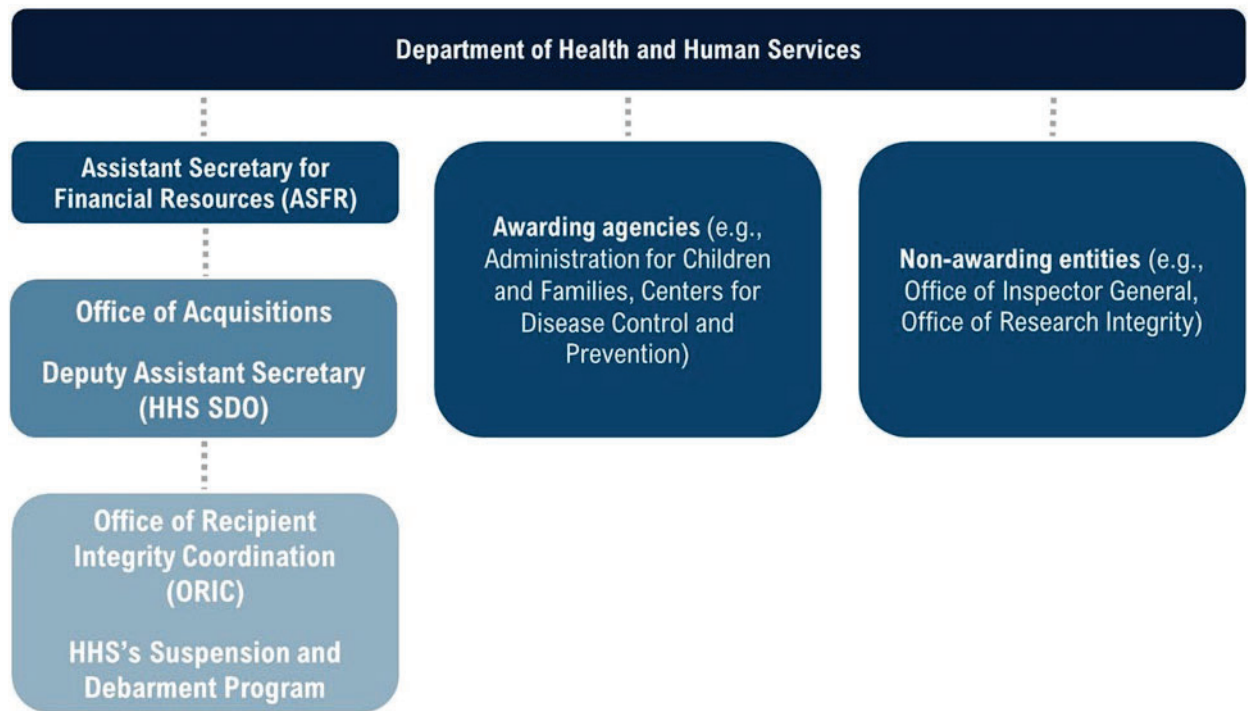 Department of Health and Human Services
Assistant Secretary for
Financial Resources (ASFR)
Office of Acquisitions
Deputy Assistant Secretary
(HHS SDO)
Office of Recipient
Integrity Coordination
(ORIC)
HHS's Suspension and
Debarment Program
Awarding agencies (e.g.,
Administration for Children
and Families, Centers for
Disease Control and
Prevention)
Non-awarding entities (e.g.,
Office of Inspector General,
Office of Research Integrity)